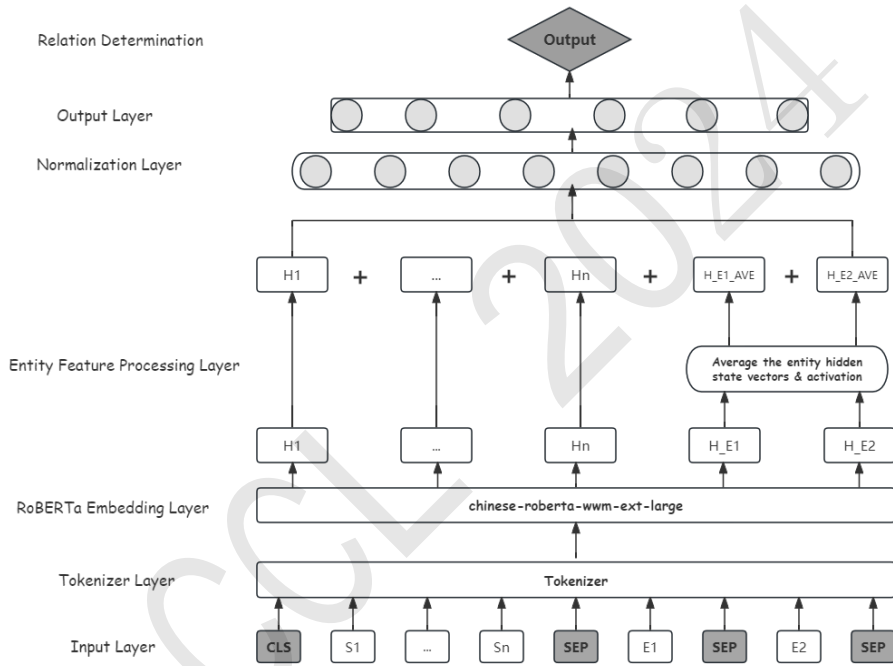 Relation Determination
Output
Output Layer
Normalization Layer
H1 + ... + Hn + H_E1_AVE + H_E2_AVE
Entity Feature Processing Layer
Average the entity hidden
state vectors & activation
H1 ... Hn H_E1 H_E2
RoBERTa Embedding Layer
chinese-roberta-wwm-ext-large
Tokenizer Layer
Tokenizer
Input Layer
CLS S1 ... Sn SEP E1 SEP E2 SEP
CCL 2024